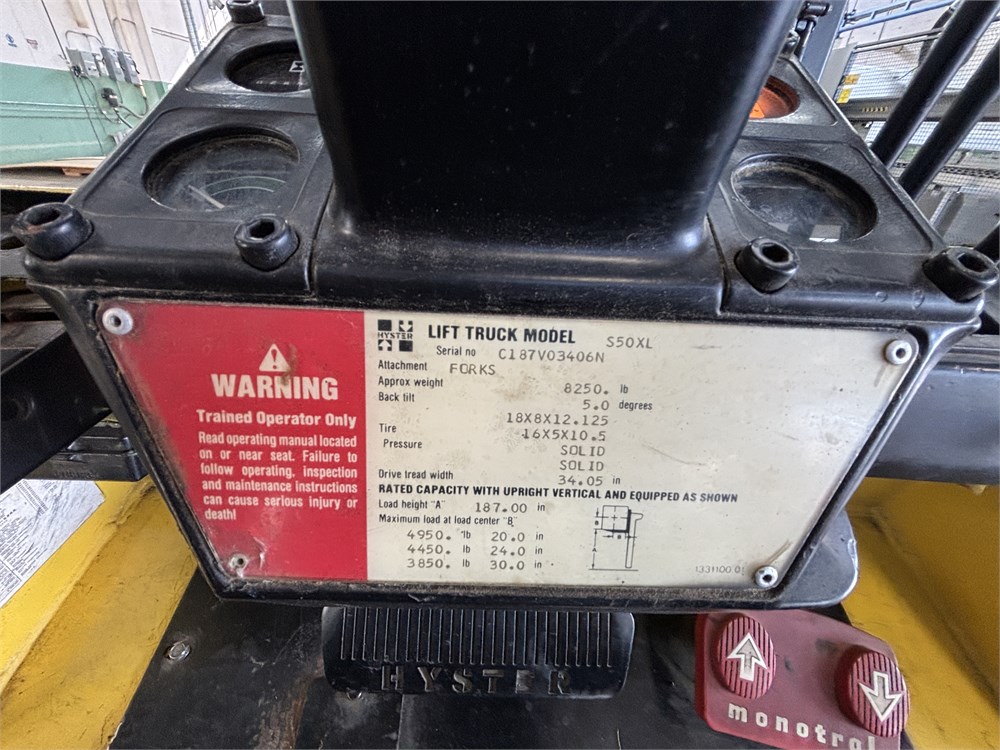 HYSTER
LIFT TRUCK MODEL S50XL
Serial no C187V03406N
Attachment FORKS
Approx weight 8250. lb
Back tilt 5.0 degrees
18X8X12.125
Tire 16X5X10.5
Pressure SOLID
SOLID
Drive tread width 34.05 in
RATED CAPACITY WITH UPRIGHT VERTICAL AND EQUIPPED AS SHOWN
Load height "A" 187.00 in
Maximum load at load center "B"
4950. lb 20.0 in
4450. lb 24.0 in
3850. lb 30.0 in
WARNING
Trained Operator Only
Read operating manual located
on or near seat. Failure to
follow operating, inspection
and maintenance instructions
can cause serious injury or
death!
HYSTER
monotrol